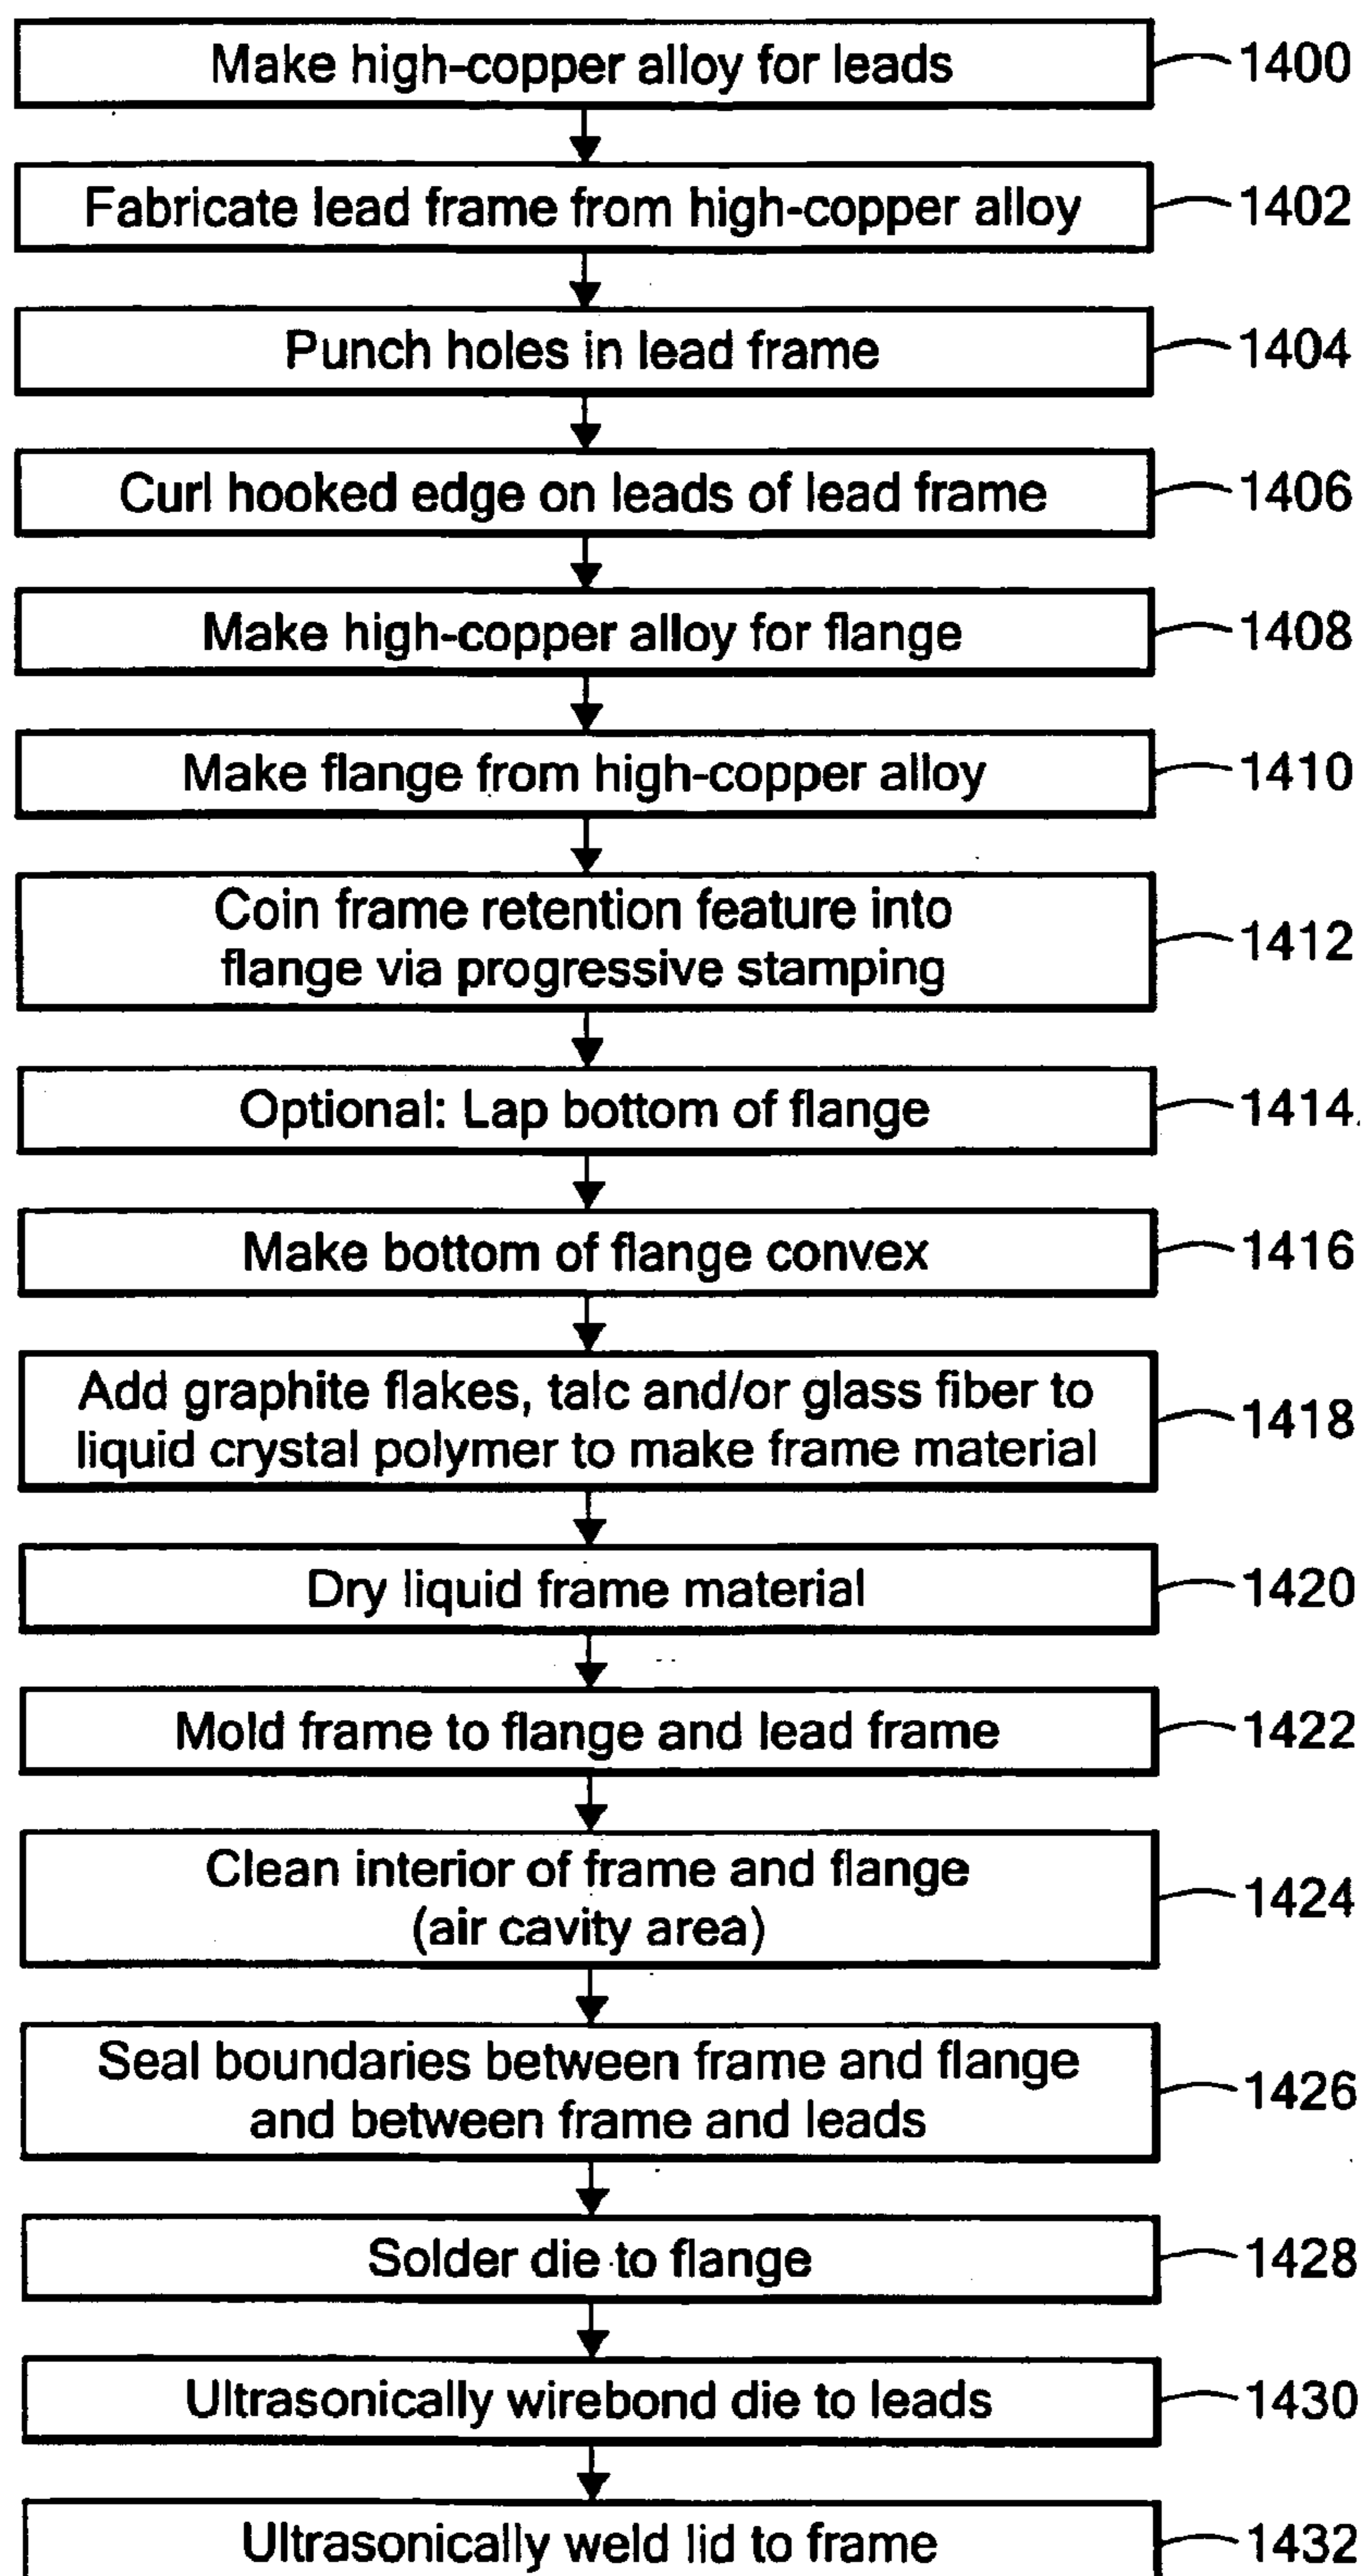 Make high-copper alloy for leads
1400
Fabricate lead frame from high-copper alloy
1402
Punch holes in lead frame
1404
Curl hooked edge on leads of lead frame
1406
Make high-copper alloy for flange
1408
Make flange from high-copper alloy
1410
Coin frame retention feature into
flange via progressive stamping
1412
Optional: Lap bottom of flange
1414
Make bottom of flange convex
1416
Add graphite flakes, talc and/or glass fiber to
liquid crystal polymer to make frame material
1418
Dry liquid frame material
1420
Mold frame to flange and lead frame
1422
Clean interior of frame and flange
(air cavity area)
1424
Seal boundaries between frame and flange
and between frame and leads
1426
Solder die to flange
1428
Ultrasonically wirebond die to leads
1430
Ultrasonically weld lid to frame
1432